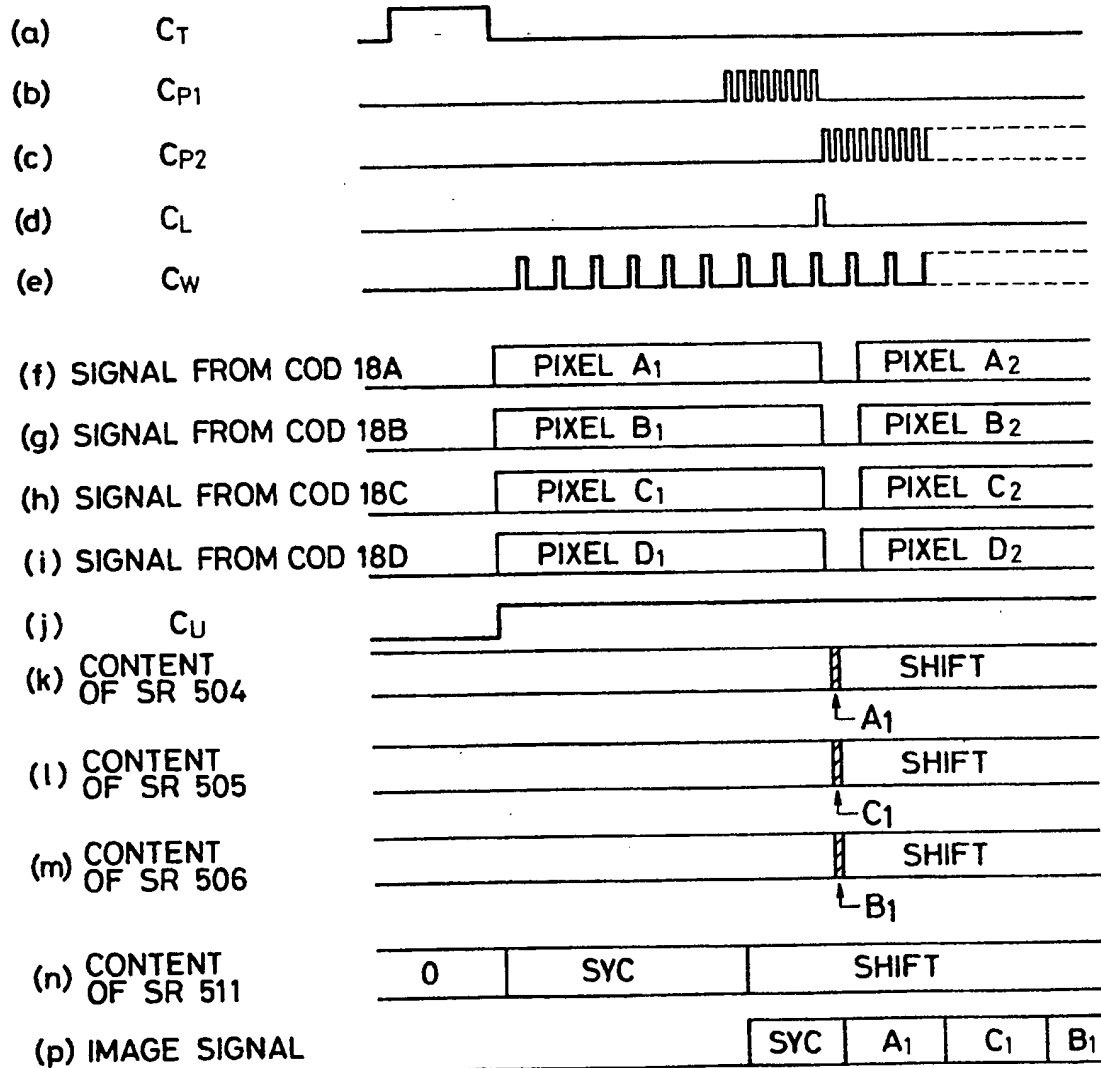 (a) CT
(b) CP1
(c) CP2
(d) CL
(e) CW
(f) SIGNAL FROM COD 18A PIXEL A1 PIXEL A2
(g) SIGNAL FROM COD 18B PIXEL B1 PIXEL B2
(h) SIGNAL FROM COD 18C PIXEL C1 PIXEL C2
(i) SIGNAL FROM COD 18D PIXEL D1 PIXEL D2
(j) CU
(k) CONTENT OF SR 504 SHIFT
A1
(l) CONTENT OF SR 505 SHIFT
C1
(m) CONTENT OF SR 506 SHIFT
B1
(n) CONTENT OF SR 511 0 SYC SHIFT
(p) IMAGE SIGNAL SYC A1 C1 B1